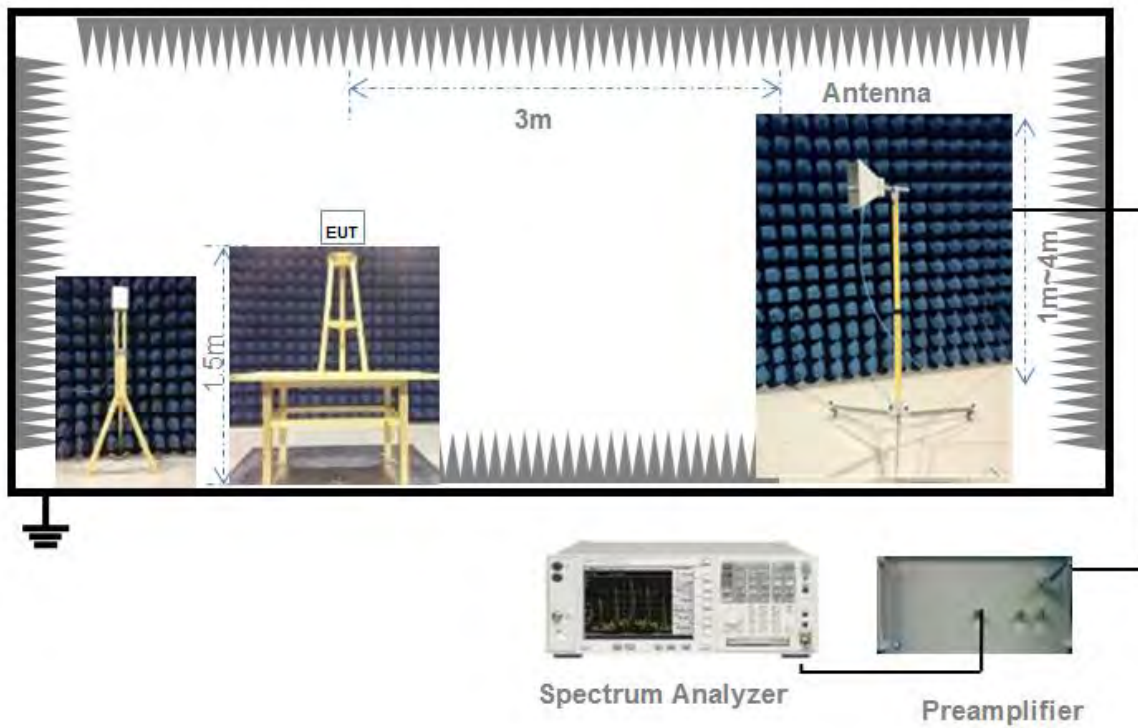 Antenna
3m
EUT
1.5m
1m~4m
Spectrum Analyzer
Preamplifier